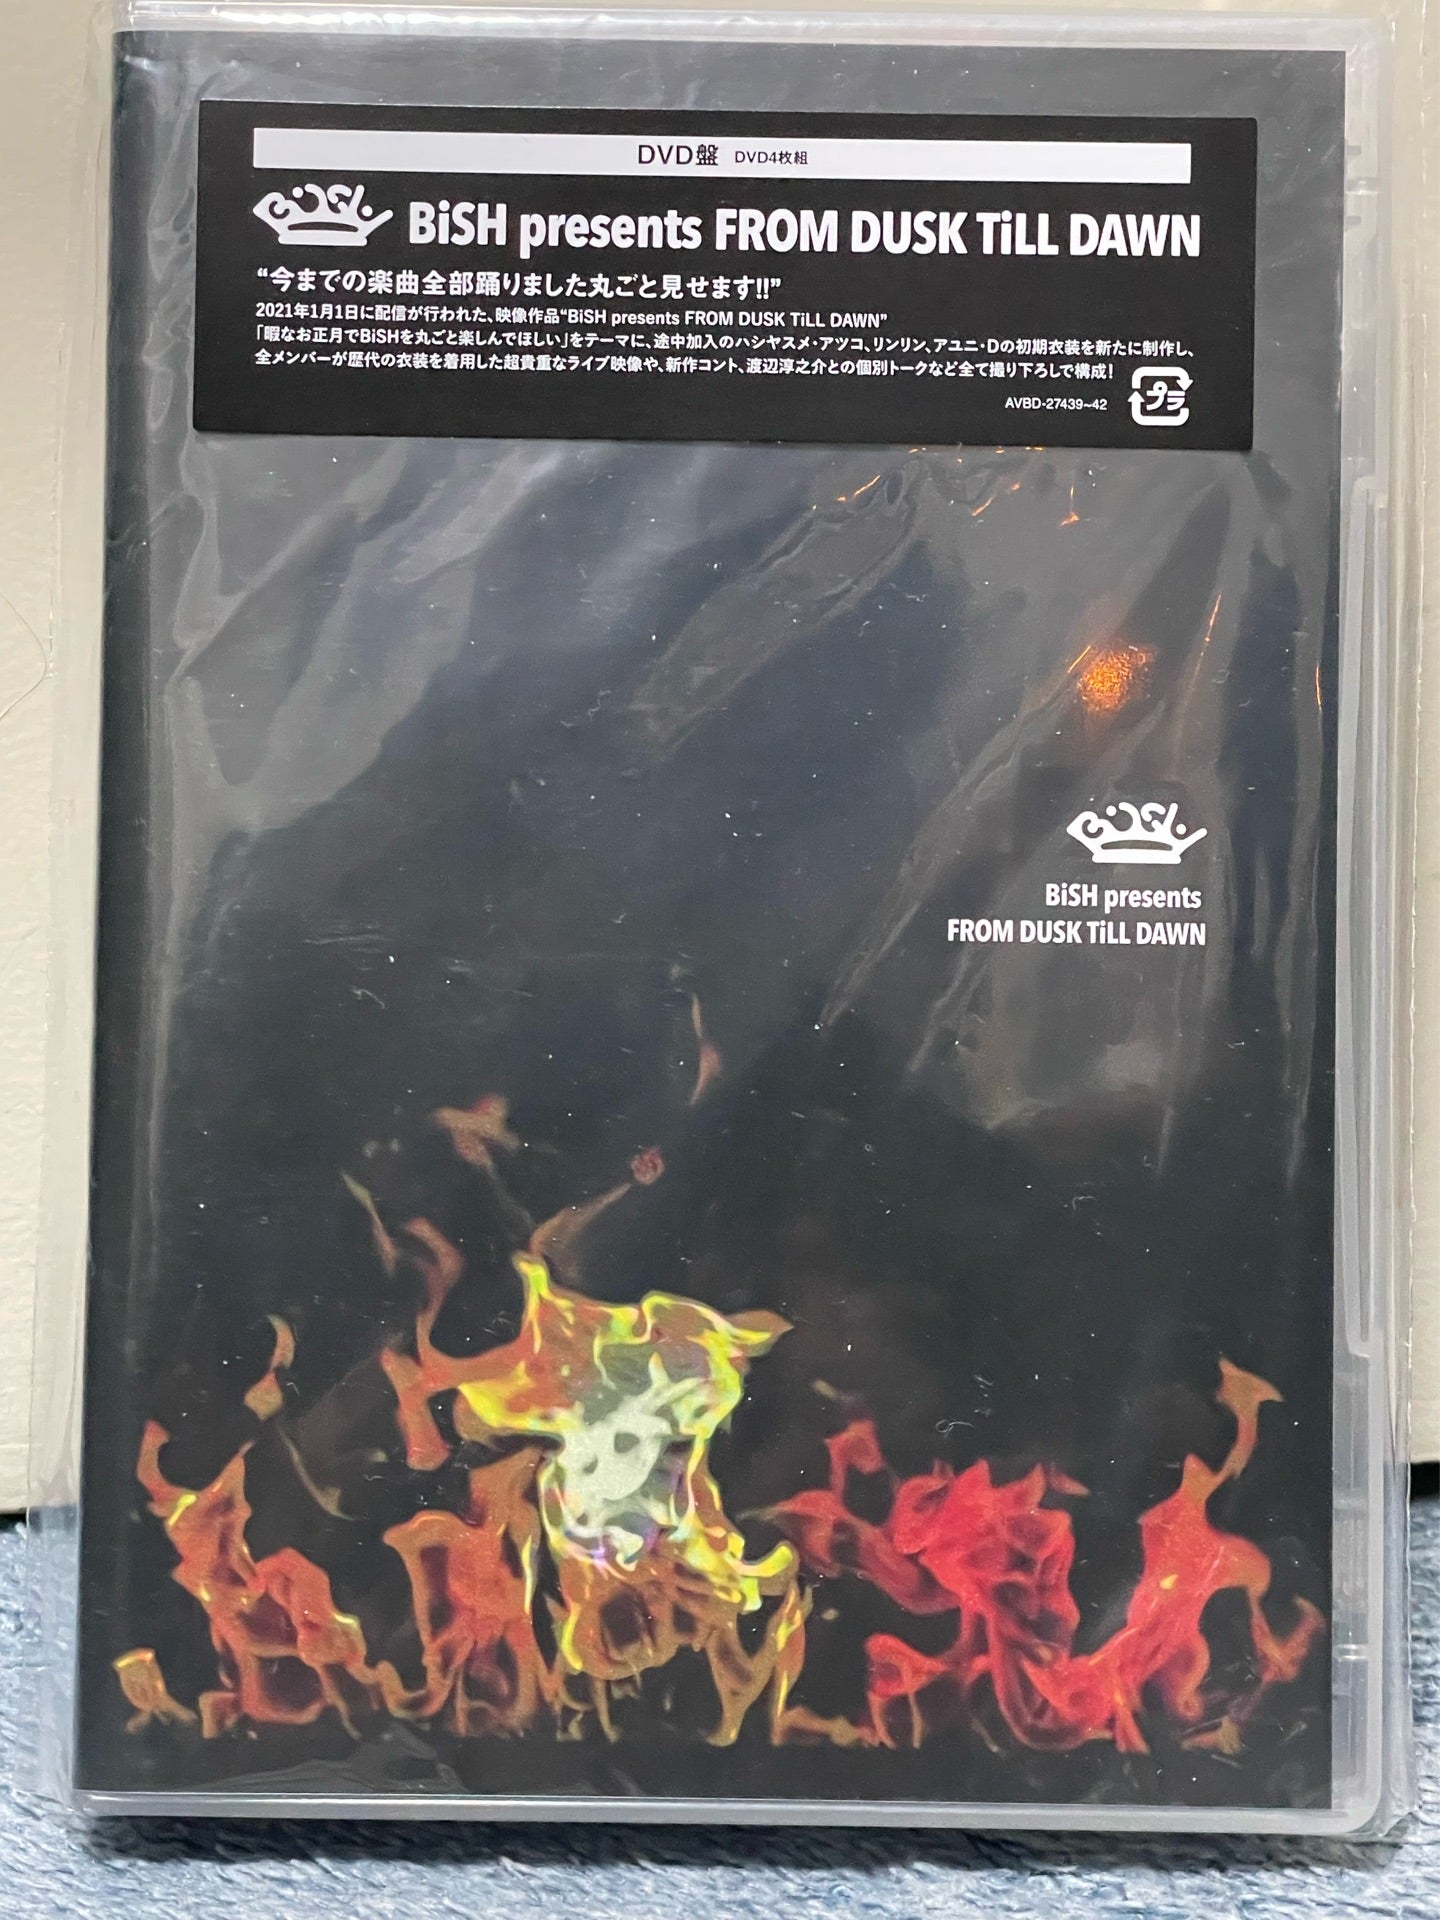 DVD盤 DVD4枚組
BiSH BiSH presents FROM DUSK TiLL DAWN
“今までの楽曲全部踊りました丸ごと見せます!!”
2021年1月1日に配信が行われた、映像作品“BiSH presents FROM DUSK TiLL DAWN”
「暇なお正月でBiSHを丸ごと楽しんでほしい」をテーマに、途中加入のハシヤスメ・アツコ、リンリン、アユニ・Dの初期衣装を新たに制作し、
全メンバーが歴代の衣装を着用した超貴重なライブ映像や、新作コント、渡辺淳之介との個別トークなど全て撮り下ろしで構成!
AVBD-27439~42 プラ
BiSH
BiSH presents
FROM DUSK TiLL DAWN